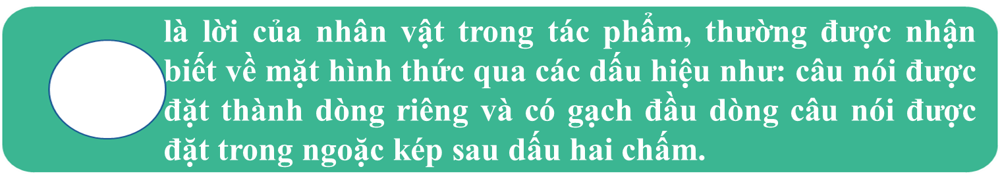 là lời của nhân vật trong tác phẩm, thường được nhận
biết về mặt hình thức qua các dấu hiệu như: câu nói được
đặt thành dòng riêng và có gạch đầu dòng câu nói được
đặt trong ngoặc kép sau dấu hai chấm.